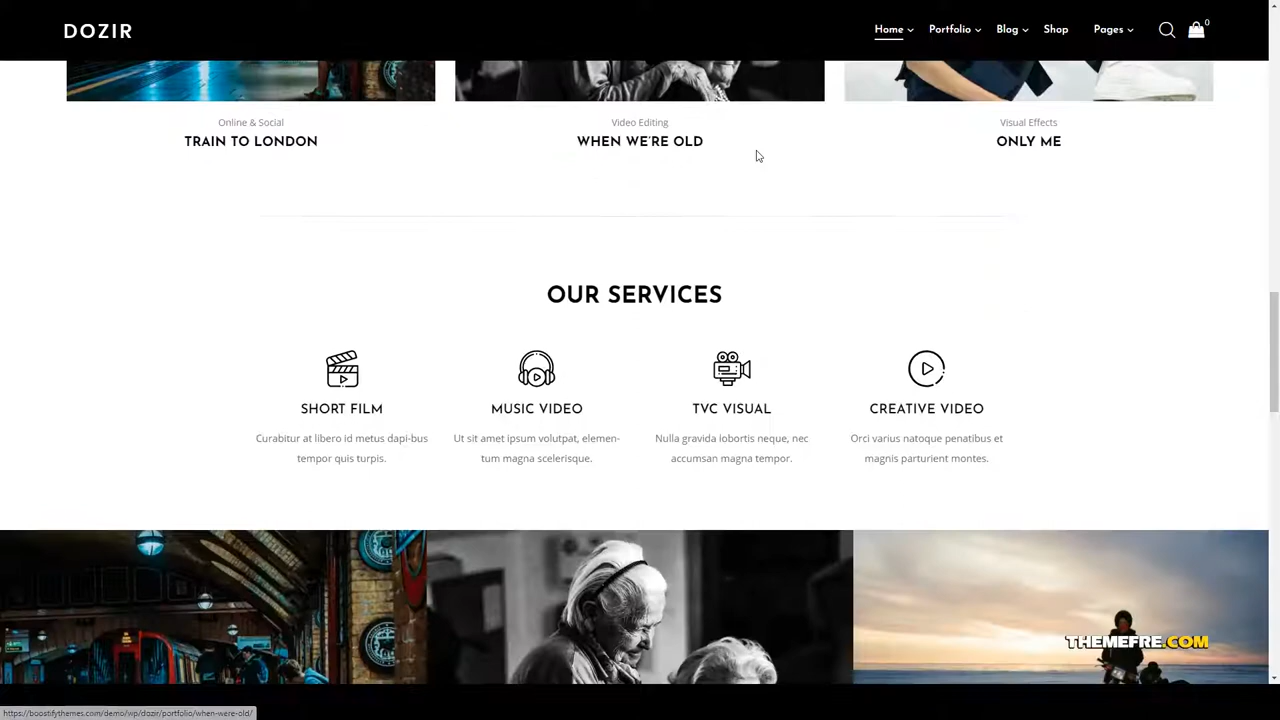 DOZIR
Home Portfolio Blog Shop Pages 0
Online & Social Video Editing Visual Effects
TRAIN TO LONDON WHEN WE'RE OLD ONLY ME
OUR SERVICES
SHORT FILM MUSIC VIDEO TVC VISUAL CREATIVE VIDEO
Curabitur at libero id metus dapi-bus Ut sit amet ipsum volutpat, elemen- Nulla gravida lobortis neque, nec Orci varius natoque penatibus et
tempor quis turpis. tum magna scelerisque. accumsan magna tempor. magnis parturient montes.
THEMEFRE.COM
https://boostifythemes.com/demo/wp/dozir/portfolio/when-were-old/